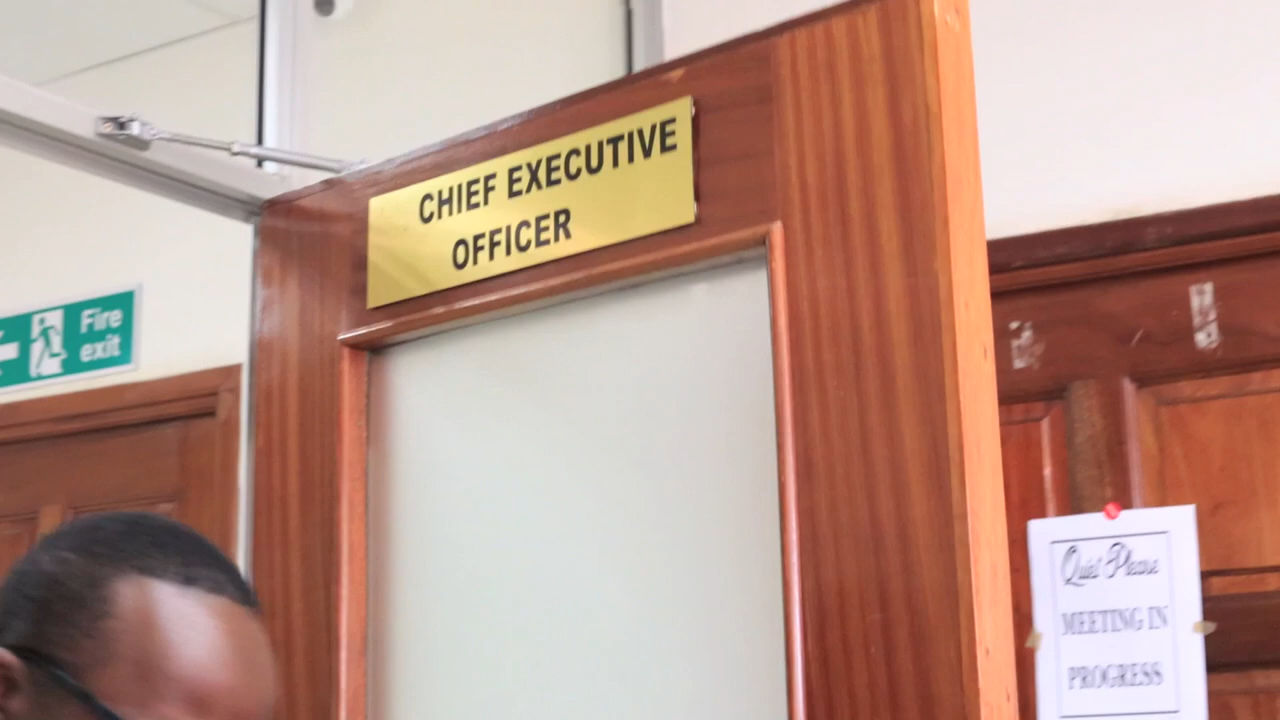 CHIEF EXECUTIVE
OFFICER
Fire
exit
Quiet Please
MEETING IN
PROGRESS